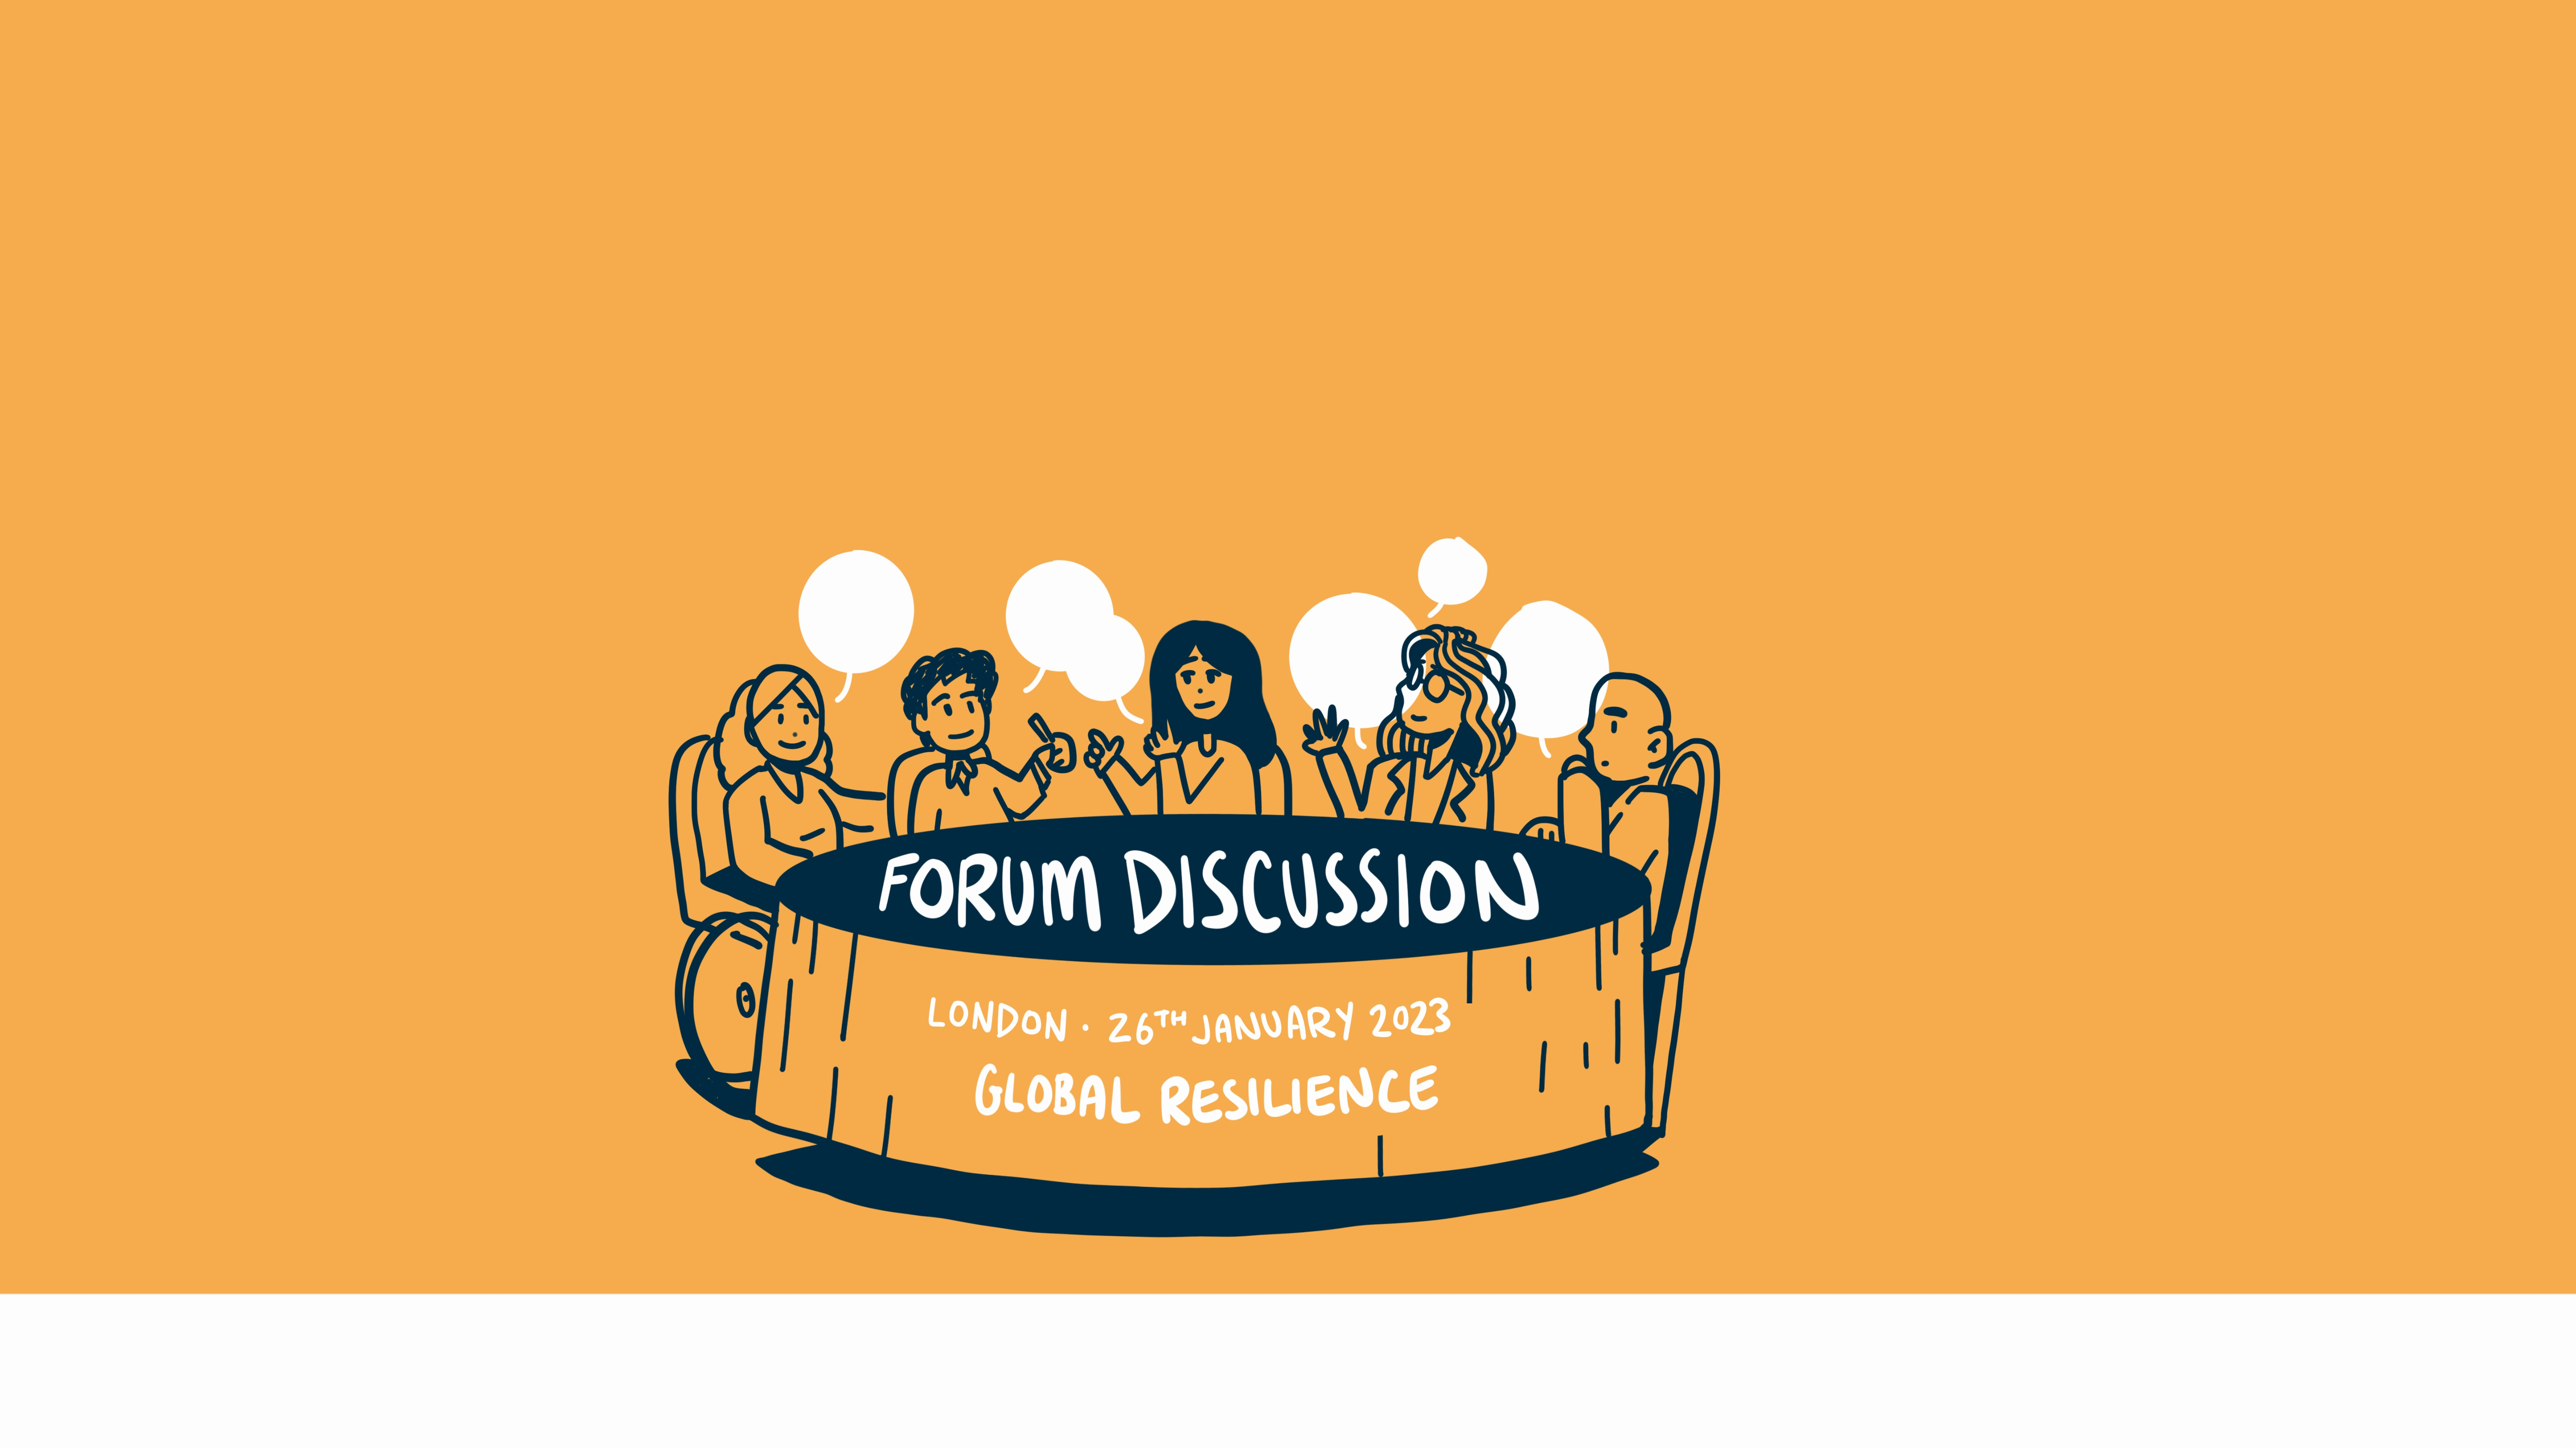 FORUM DISCUSSION
LONDON · 26TH JANUARY 2023
GLOBAL RESILIENCE